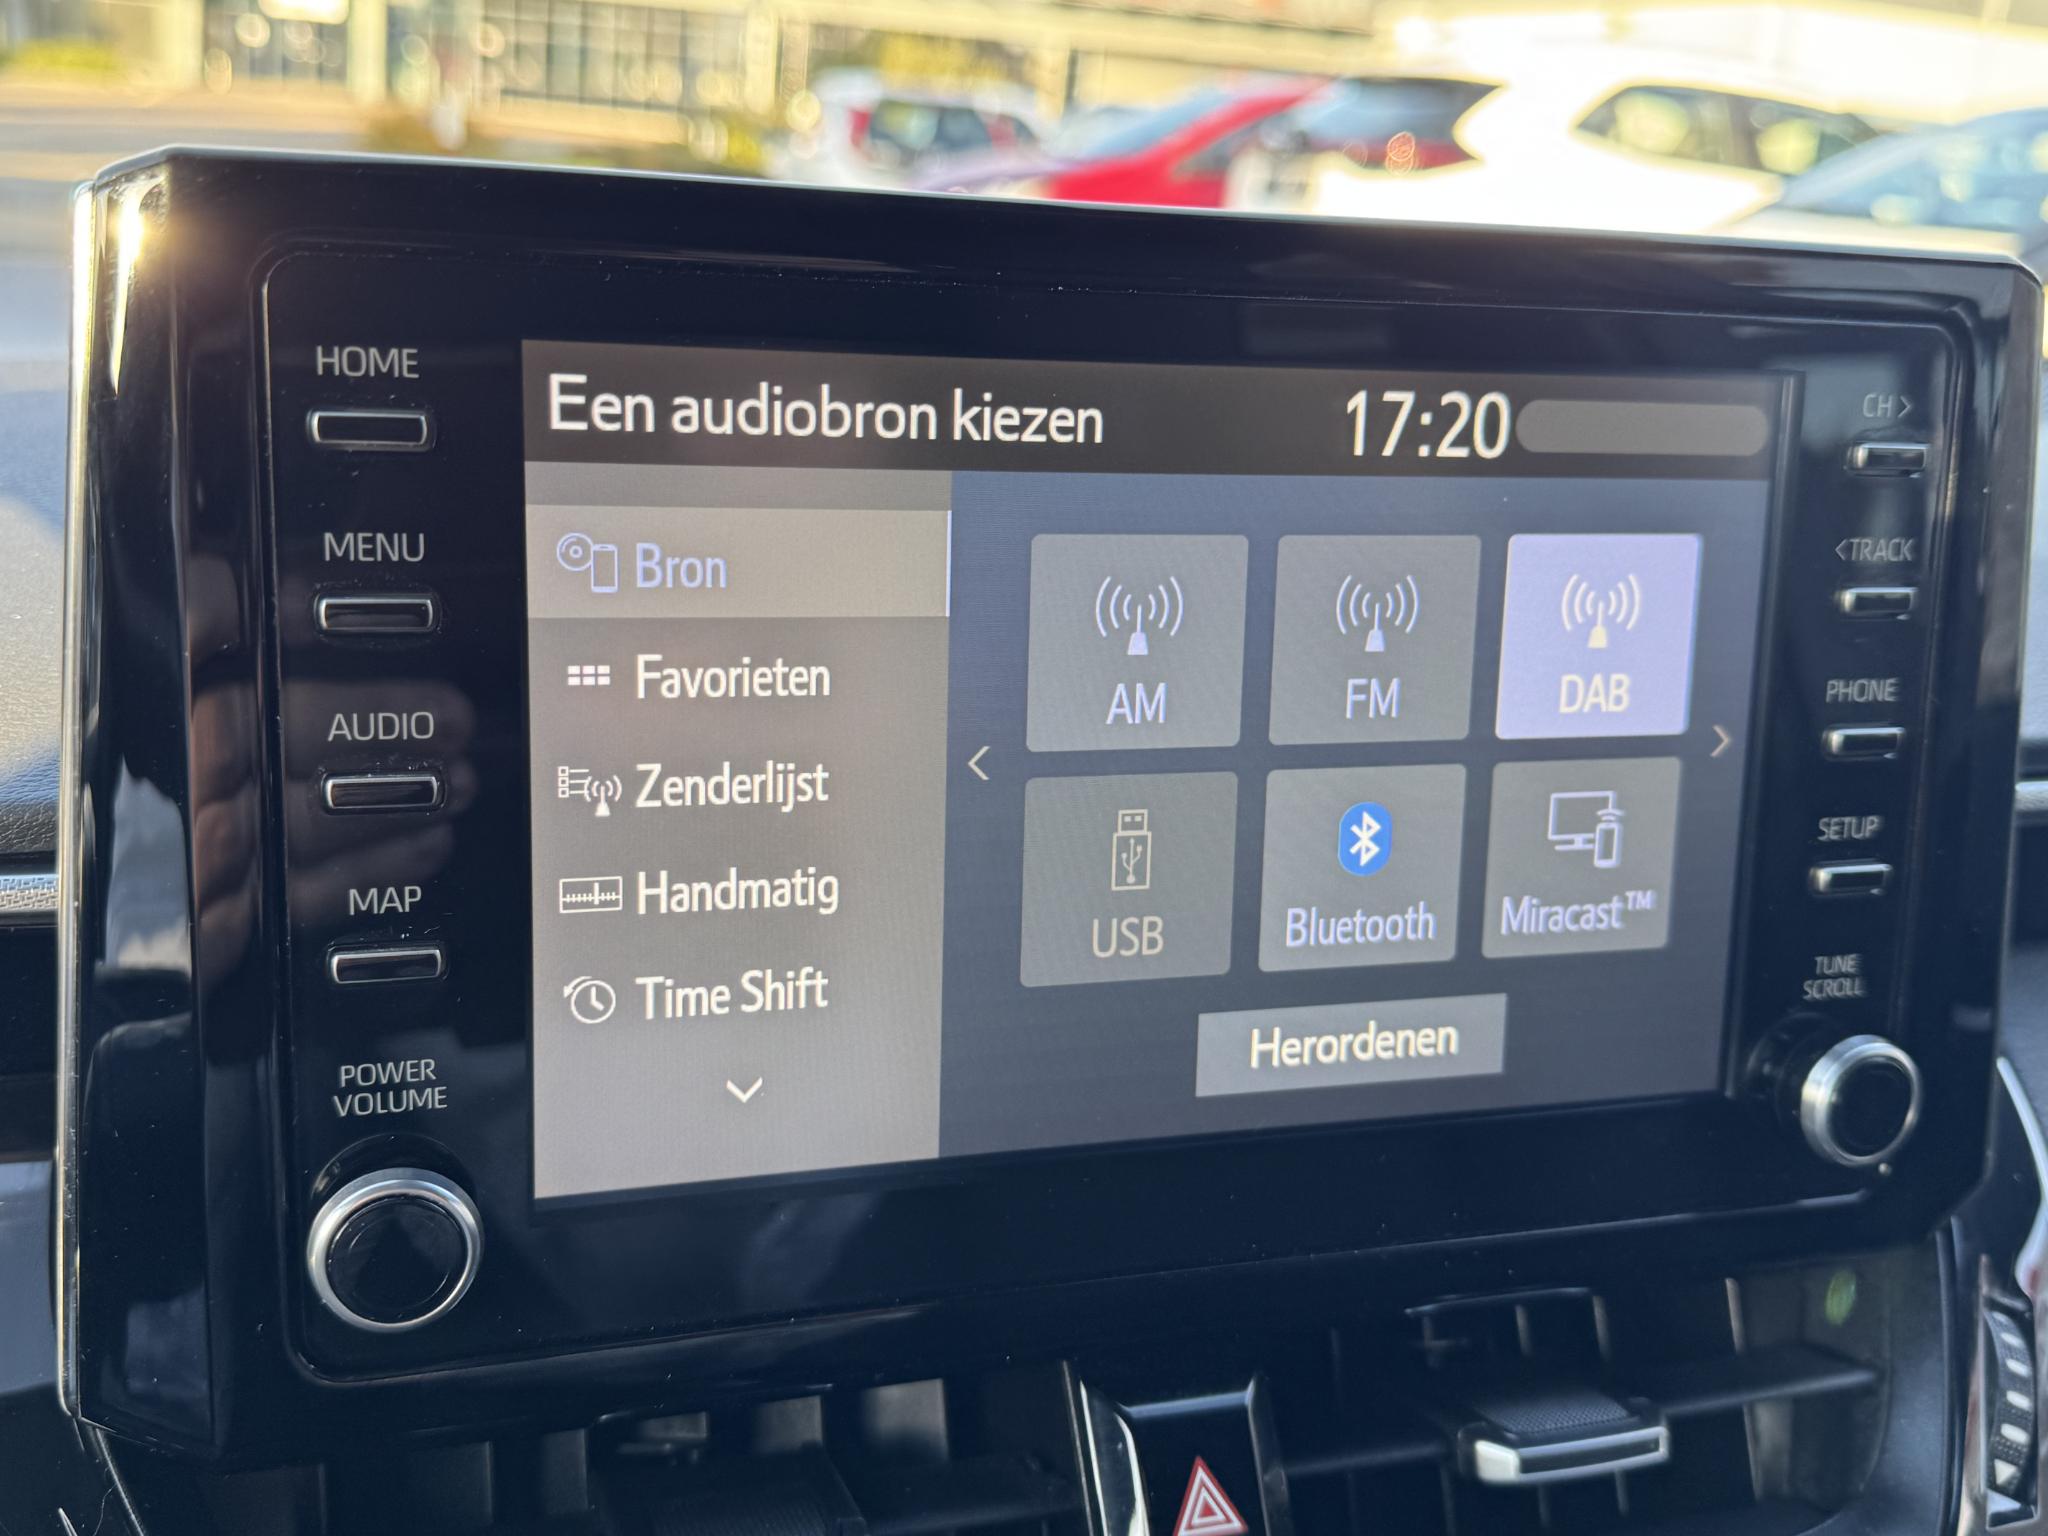 HOME
MENU
AUDIO
MAP
POWER
VOLUME
Een audiobron kiezen
17:20
Bron
Favorieten
Zenderlijst
Handmatig
Time Shift
AM
FM
DAB
USB
Bluetooth
Miracast™
Herordenen
CH>
<TRACK
PHONE
SETUP
TUNE
SCROLL